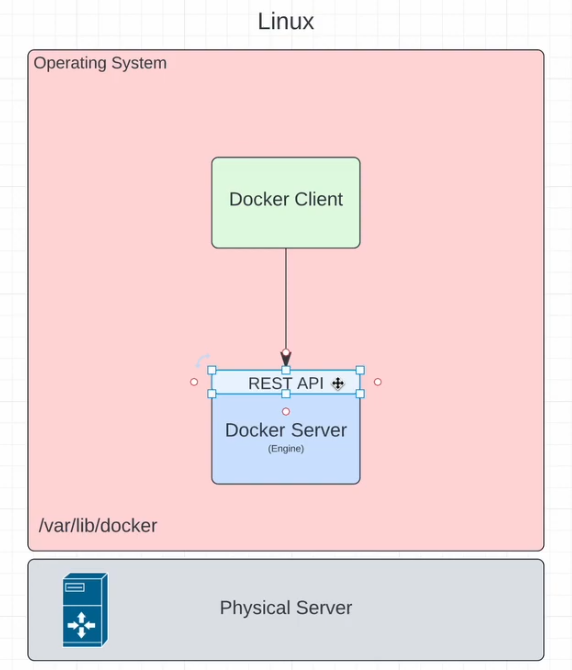 Linux
Operating System
Docker Client
REST API
Docker Server
(Engine)
/var/lib/docker
Physical Server